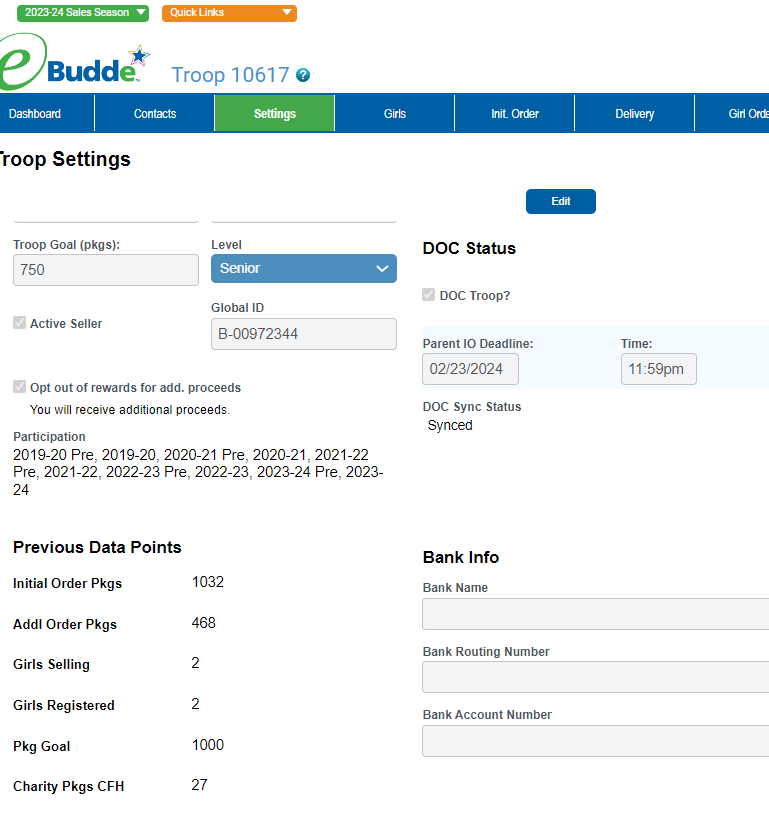 2023-24 Sales Season
Quick Links
eBudde™
Troop 10617 ?
Dashboard
Contacts
Settings
Girls
Init. Order
Delivery
Girl Orde
Troop Settings
Edit
Troop Goal (pkgs):
750
Level
Senior
Active Seller
Global ID
B-00972344
Opt out of rewards for add. proceeds
You will receive additional proceeds.
Participation
2019-20 Pre, 2019-20, 2020-21 Pre, 2020-21, 2021-22
Pre, 2021-22, 2022-23 Pre, 2022-23, 2023-24 Pre, 2023-
24
DOC Status
DOC Troop?
Parent IO Deadline:
Time:
02/23/2024
11:59pm
DOC Sync Status
Synced
Previous Data Points
Initial Order Pkgs 1032
Addl Order Pkgs 468
Girls Selling 2
Girls Registered 2
Pkg Goal 1000
Charity Pkgs CFH 27
Bank Info
Bank Name
Bank Routing Number
Bank Account Number